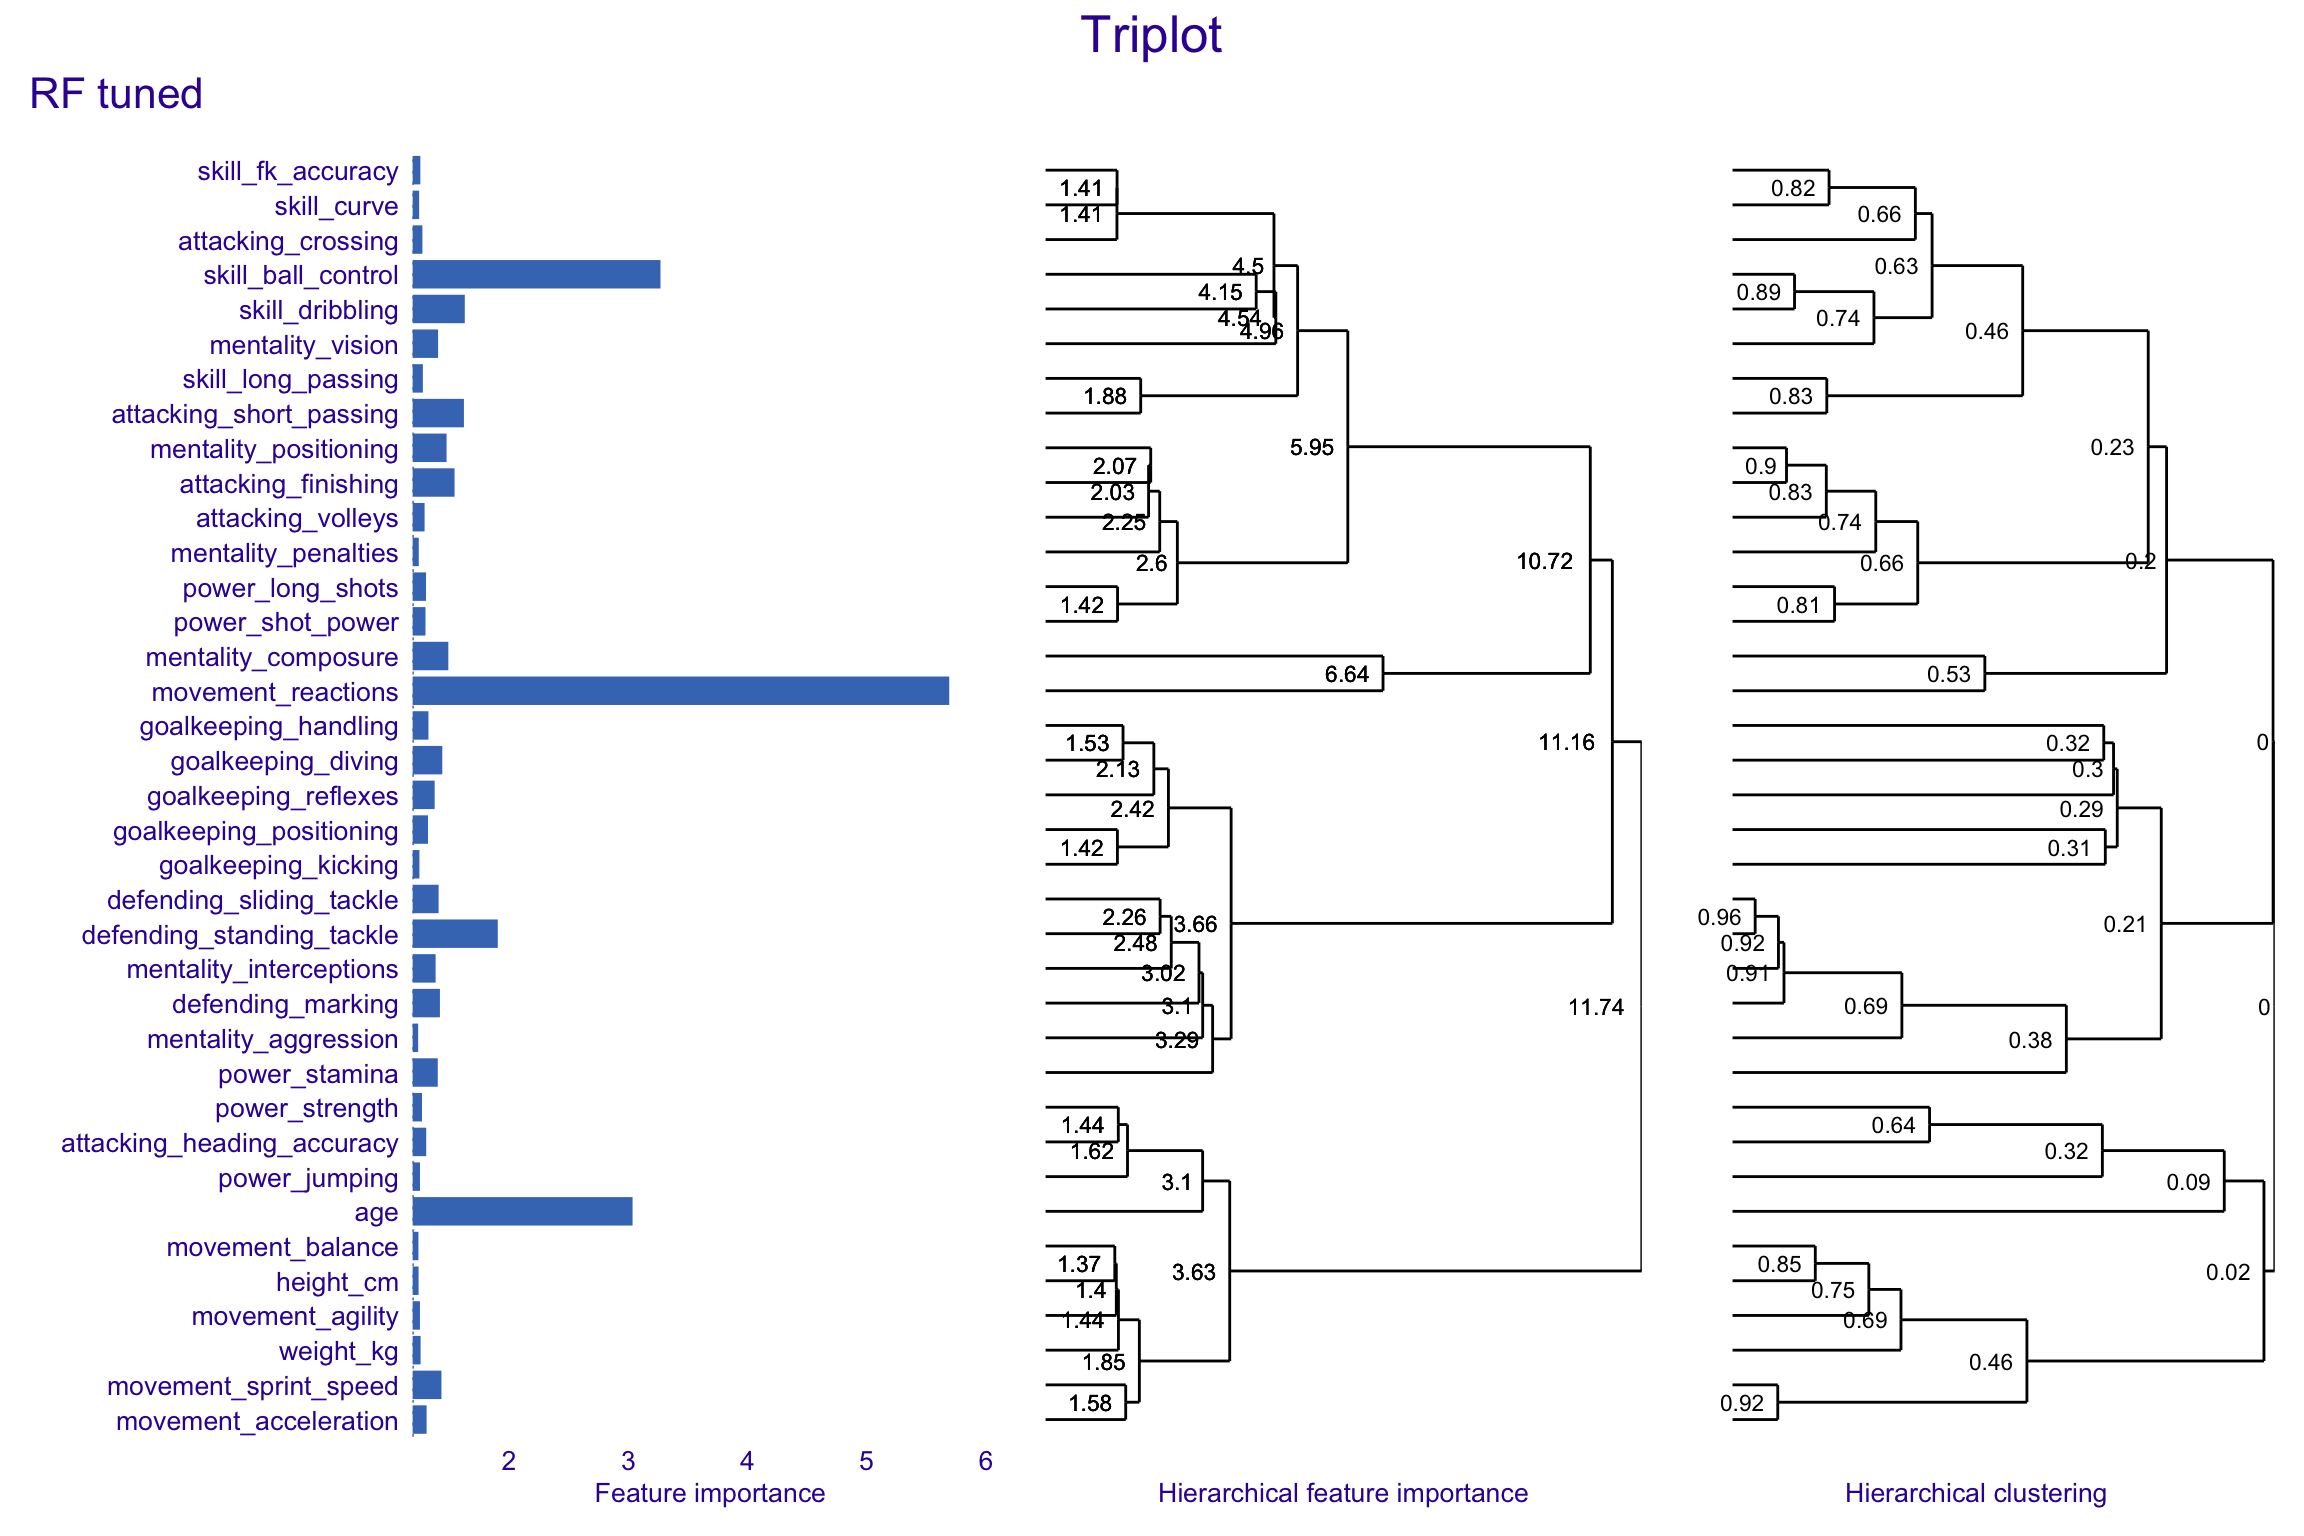 Triplot
RF tuned
skill_fk_accuracy
skill_curve
attacking_crossing
skill_ball_control
skill_dribbling
mentality_vision
skill_long_passing
attacking_short_passing
mentality_positioning
attacking_finishing
attacking_volleys
mentality_penalties
power_long_shots
power_shot_power
mentality_composure
movement_reactions
goalkeeping_handling
goalkeeping_diving
goalkeeping_reflexes
goalkeeping_positioning
goalkeeping_kicking
defending_sliding_tackle
defending_standing_tackle
mentality_interceptions
defending_marking
mentality_aggression
power_stamina
power_strength
attacking_heading_accuracy
power_jumping
age
movement_balance
height_cm
movement_agility
weight_kg
movement_sprint_speed
movement_acceleration
2 3 4 5 6
Feature importance
1.41
1.41
4.5
4.15
4.54
4.96
1.88
5.95
2.07
2.03
2.25
2.6
10.72
1.42
6.64
1.53
11.16
2.13
2.42
1.42
2.26
3.66
2.48
3.02
3.1
11.74
3.29
1.44
1.62
3.1
1.37
3.63
1.4
1.44
1.85
1.58
Hierarchical feature importance
0.82
0.66
0.63
0.89
0.74
0.46
0.83
0.23
0.9
0.83
0.74
0.2
0.66
0.81
0.53
0.32
0
0.3
0.29
0.31
0.96
0.21
0.92
0.91
0.69
0
0.38
0.64
0.32
0.09
0.85
0.02
0.75
0.69
0.46
0.92
Hierarchical clustering